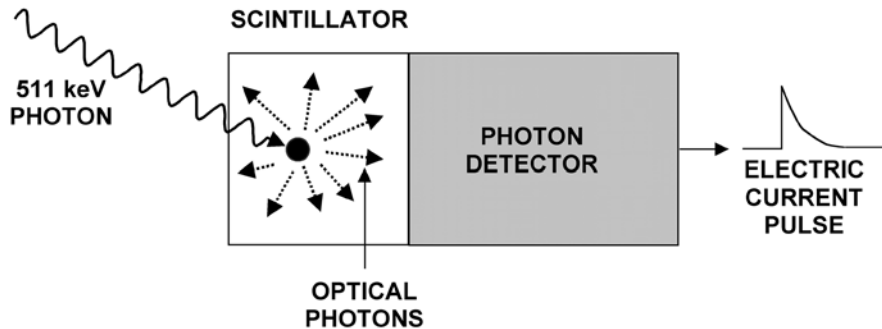 SCINTILLATOR
511 keV
PHOTON
PHOTON
DETECTOR
ELECTRIC
CURRENT
PULSE
OPTICAL
PHOTONS